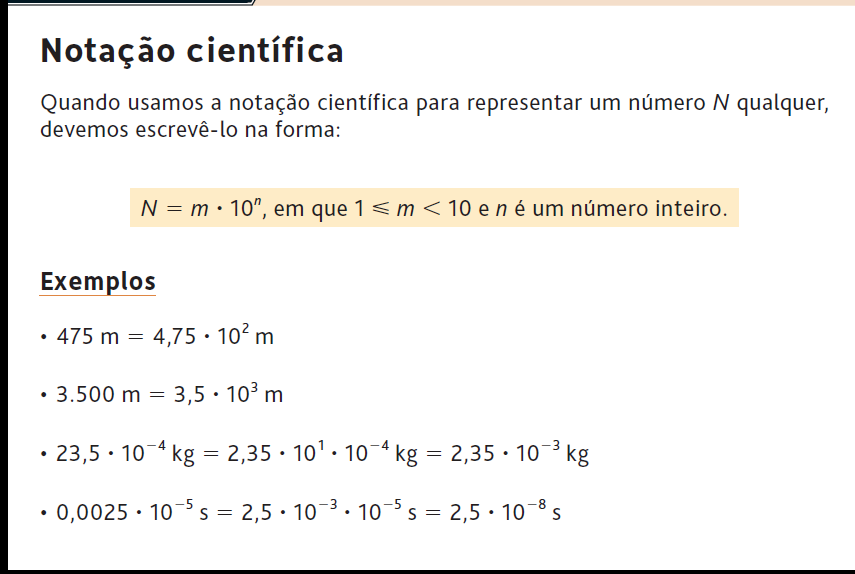 Notação científica
Quando usamos a notação científica para representar um número N qualquer,
devemos escrevê-lo na forma:
N = m · 10ⁿ, em que 1 ⩽ m < 10 e n é um número inteiro.
Exemplos
• 475 m = 4,75 · 10² m
• 3.500 m = 3,5 · 10³ m
• 23,5 · 10⁻⁴ kg = 2,35 · 10¹ · 10⁻⁴ kg = 2,35 · 10⁻³ kg
• 0,0025 · 10⁻⁵ s = 2,5 · 10⁻³ · 10⁻⁵ s = 2,5 · 10⁻⁸ s